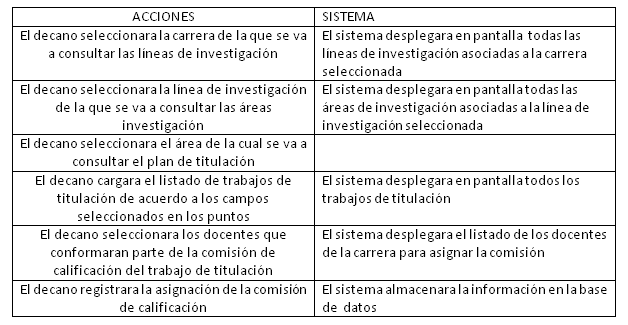 ACCIONES SISTEMA
El decano seleccionara la carrera de la que se va El sistema desplegara en pantalla todas las
a consultar las líneas de investigación líneas de investigación asociadas a la carrera
seleccionada
El decano seleccionara la línea de investigación El sistema desplegara en pantalla todas las
de la que se va a consultar las áreas áreas de investigación asociadas a la línea de
investigación investigación seleccionada
El decano seleccionara el área de la cual se va a
consultar el plan de titulación
El decano cargara el listado de trabajos de El sistema desplegara en pantalla todos los
titulación de acuerdo a los campos trabajos de titulación
seleccionados en los puntos
El decano seleccionara los docentes que El sistema desplegara el listado de los docentes
conformaran parte de la comisión de de la carrera para asignar la comisión
calificación del trabajo de titulación
El decano registrara la asignación de la comisión El sistema almacenara la información en la base
de calificación de datos